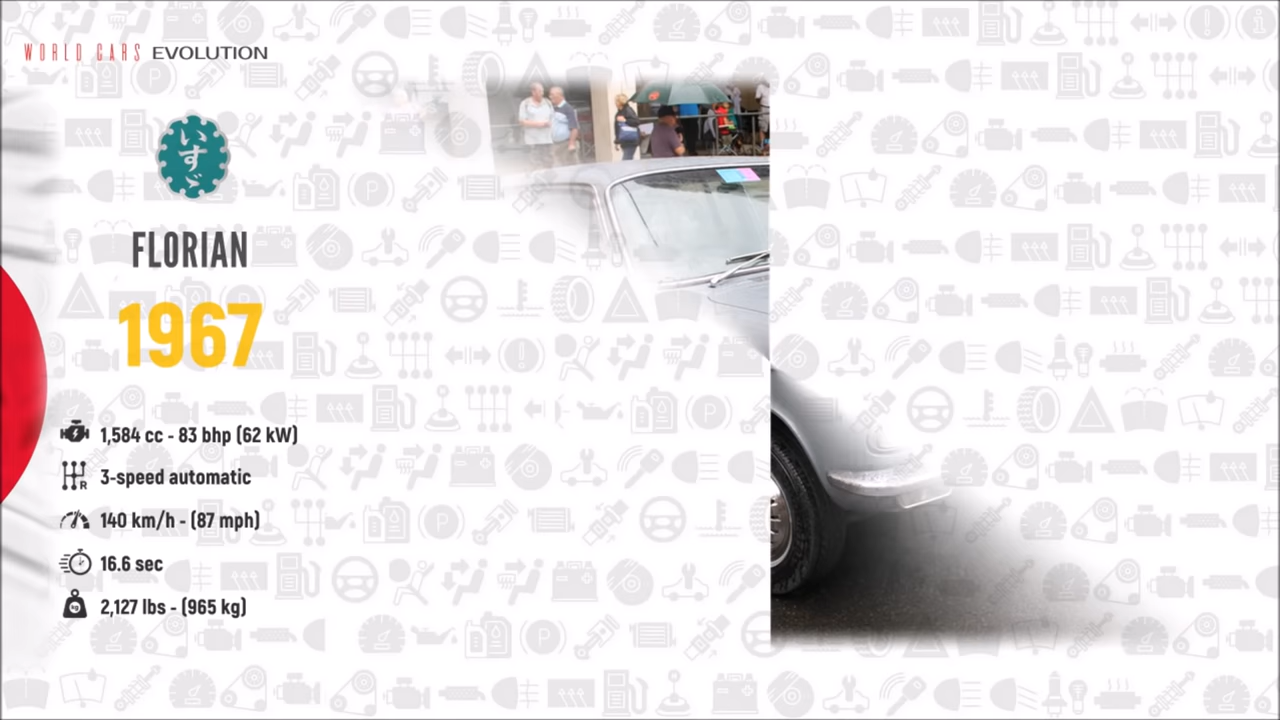 WORLD CARS EVOLUTION
いすゞ
FLORIAN
1967
1,584 cc - 83 bhp (62 kW)
R
3-speed automatic
140 km/h - (87 mph)
16.6 sec
kg
2,127 lbs - (965 kg)